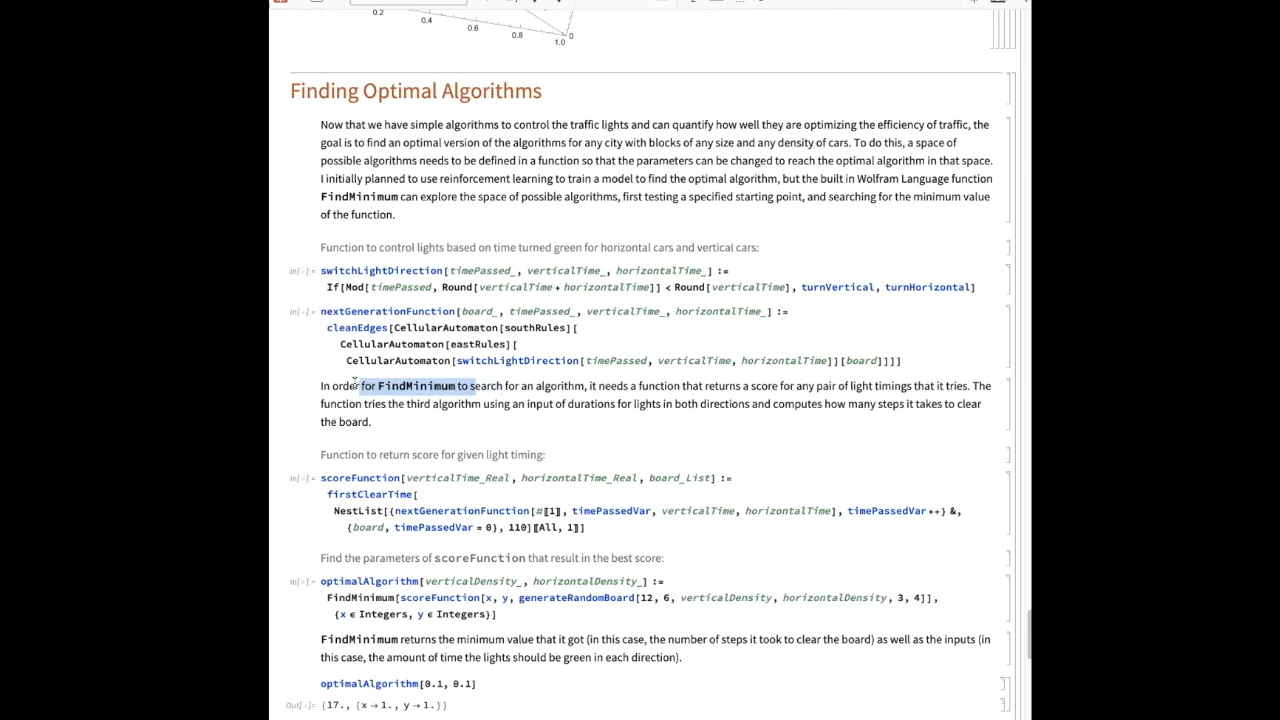 0.2
0.4
0.6
0.8
1.0
0
Finding Optimal Algorithms
Now that we have simple algorithms to control the traffic lights and can quantify how well they are optimizing the efficiency of traffic, the
goal is to find an optimal version of the algorithms for any city with blocks of any size and any density of cars. To do this, a space of
possible algorithms needs to be defined in a function so that the parameters can be changed to reach the optimal algorithm in that space.
I initially planned to use reinforcement learning to train a model to find the optimal algorithm, but the built in Wolfram Language function
FindMinimum can explore the space of possible algorithms, first testing a specified starting point, and searching for the minimum value
of the function.
Function to control lights based on time turned green for horizontal cars and vertical cars:
In[◦]:= switchLightDirection[timePassed_, verticalTime_, horizontalTime_] :=
If[Mod[timePassed, Round[verticalTime + horizontalTime]] < Round[verticalTime], turnVertical, turnHorizontal]
In[◦]:= nextGenerationFunction[board_, timePassed_, verticalTime_, horizontalTime_] :=
cleanEdges[CellularAutomaton[southRules][
CellularAutomaton[eastRules][
CellularAutomaton[switchLightDirection[timePassed, verticalTime, horizontalTime]][board]]]]
In order for FindMinimum to search for an algorithm, it needs a function that returns a score for any pair of light timings that it tries. The
function tries the third algorithm using an input of durations for lights in both directions and computes how many steps it takes to clear
the board.
Function to return score for given light timing:
In[◦]:= scoreFunction[verticalTime_Real, horizontalTime_Real, board_List] :=
firstClearTime[
NestList[{nextGenerationFunction[#〚1〛, timePassedVar, verticalTime, horizontalTime], timePassedVar++} &,
{board, timePassedVar = 0}, 110]〚All, 1〛]
Find the parameters of scoreFunction that result in the best score:
In[◦]:= optimalAlgorithm[verticalDensity_, horizontalDensity_] :=
FindMinimum[scoreFunction[x, y, generateRandomBoard[12, 6, verticalDensity, horizontalDensity, 3, 4]],
{x ∈ Integers, y ∈ Integers}]
FindMinimum returns the minimum value that it got (in this case, the number of steps it took to clear the board) as well as the inputs (in
this case, the amount of time the lights should be green in each direction).
optimalAlgorithm[0.1, 0.1]
Out[◦]= {17., {x → 1., y → 1.}}